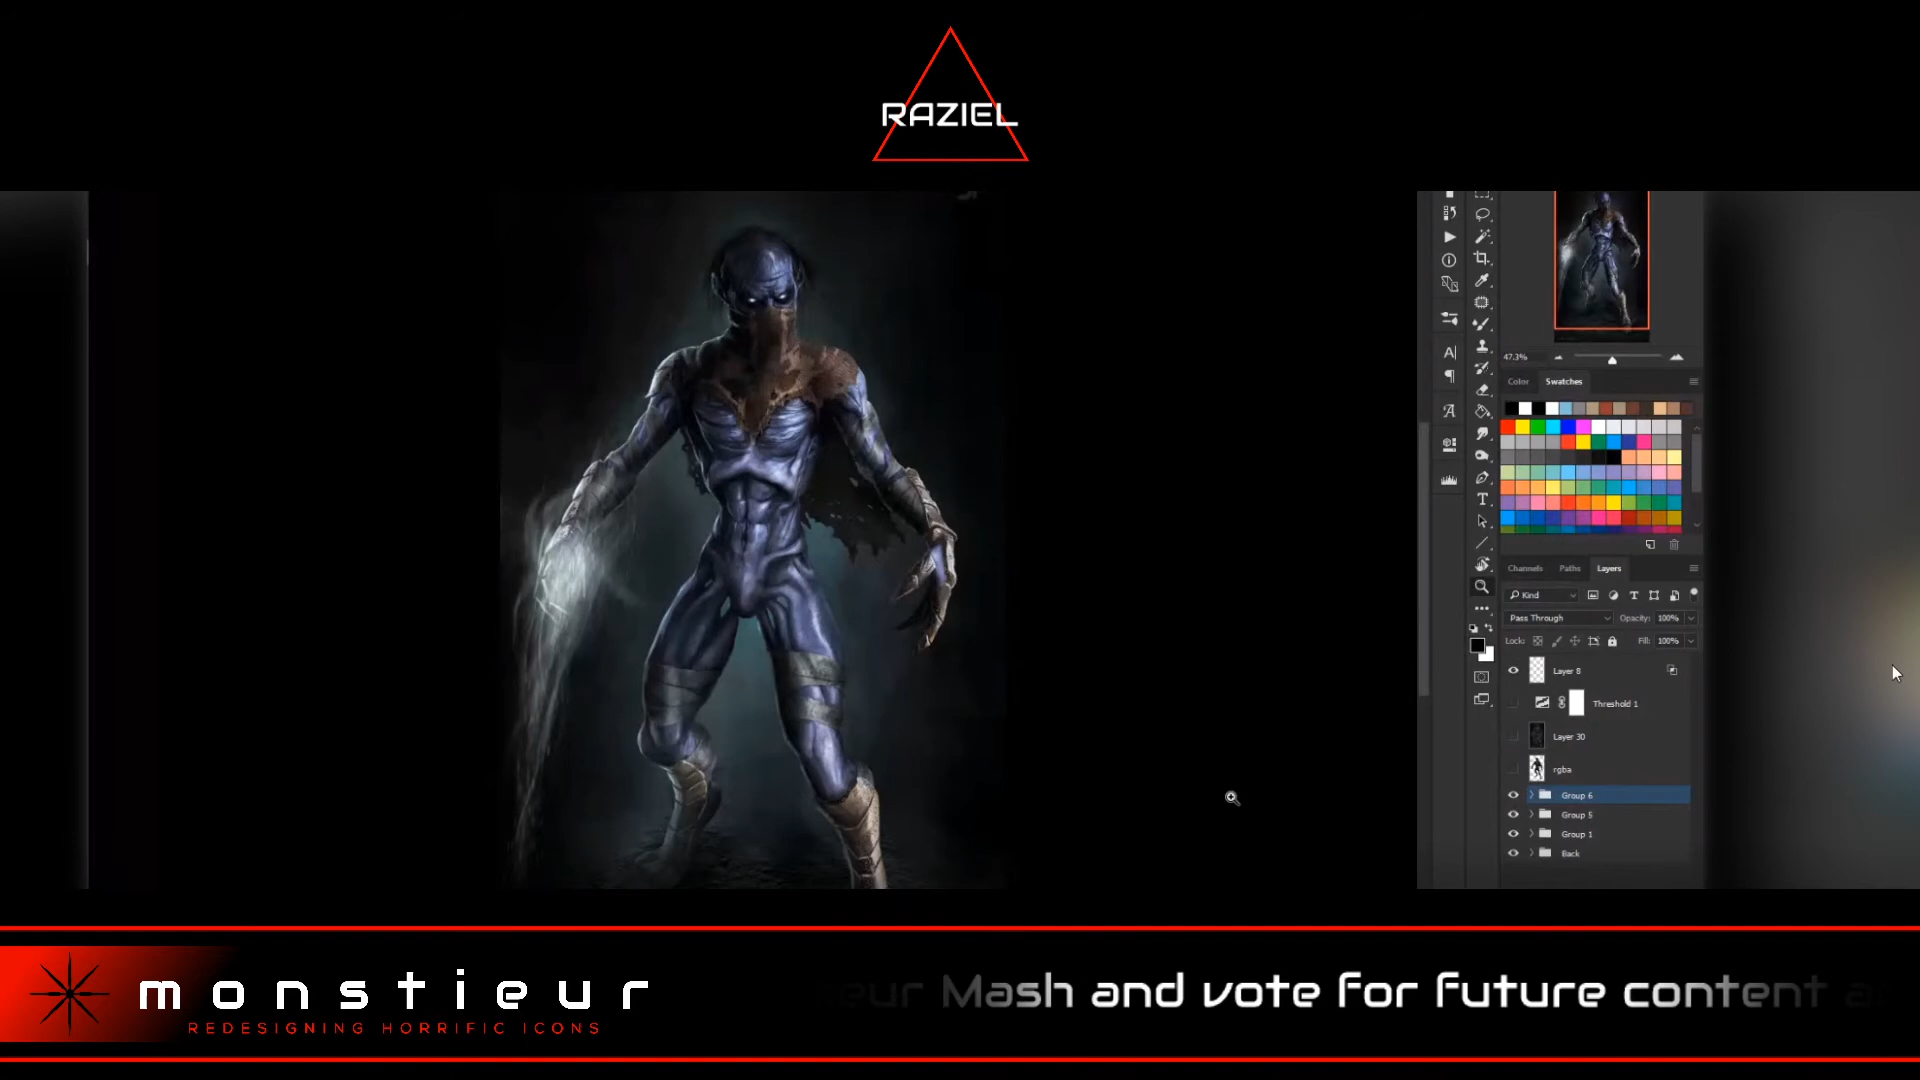 RAZIEL
47.3%
Color Swatches
Channels Paths Layers
Kind
Pass Through Opacity: 100%
Lock: Fill: 100%
Layer 8
Threshold 1
Layer 30
rgba
Group 6
Group 5
Group 1
Back
monstieur
REDESIGNING HORRIFIC ICONS
eur Mash and vote for future content a